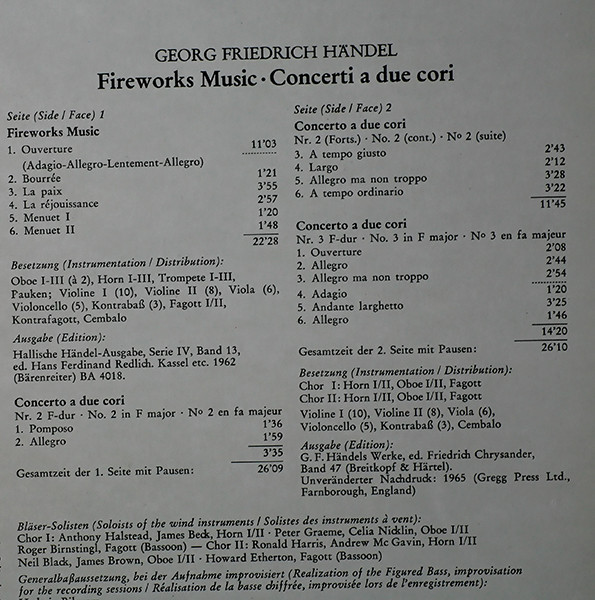 GEORG FRIEDRICH HÄNDEL
Fireworks Music · Concerti a due cori
Seite (Side / Face) 1
Fireworks Music
1. Ouverture 11'03
(Adagio-Allegro-Lentement-Allegro)
2. Bourrée 1'21
3. La paix 3'55
4. La réjouissance 2'57
5. Menuet I 1'20
6. Menuet II 1'48
22'28
Besetzung (Instrumentation / Distribution):
Oboe I-III (à 2), Horn I-III, Trompete I-III,
Pauken; Violine I (10), Violine II (8), Viola (6),
Violoncello (5), Kontrabaß (3), Fagott I/II,
Kontrafagott, Cembalo
Ausgabe (Edition):
Hallische Händel-Ausgabe, Serie IV, Band 13,
ed. Hans Ferdinand Redlich. Kassel etc. 1962
(Bärenreiter) BA 4018.
Concerto a due cori
Nr. 2 F-dur · No. 2 in F major · Nº 2 en fa majeur
1. Pomposo 1'36
2. Allegro 1'59
3'35
Gesamtzeit der 1. Seite mit Pausen: 26'09
Seite (Side / Face) 2
Concerto a due cori
Nr. 2 (Forts.) · No. 2 (cont.) · Nº 2 (suite)
3. A tempo giusto 2'43
4. Largo 2'12
5. Allegro ma non troppo 3'28
6. A tempo ordinario 3'22
11'45
Concerto a due cori
Nr. 3 F-dur · No. 3 in F major · Nº 3 en fa majeur
1. Ouverture 2'08
2. Allegro 2'44
3. Allegro ma non troppo 2'54
4. Adagio 1'20
5. Andante larghetto 3'25
6. Allegro 1'46
14'20
Gesamtzeit der 2. Seite mit Pausen: 26'10
Besetzung (Instrumentation / Distribution):
Chor I: Horn I/II, Oboe I/II, Fagott
Chor II: Horn I/II, Oboe I/II, Fagott
Violine I (10), Violine II (8), Viola (6),
Violoncello (5), Kontrabaß (3), Cembalo
Ausgabe (Edition):
G. F. Händels Werke, ed. Friedrich Chrysander,
Band 47 (Breitkopf & Härtel).
Unveränderter Nachdruck: 1965 (Gregg Press Ltd.,
Farnborough, England)
Bläser-Solisten (Soloists of the wind instruments / Solistes des instruments à vent):
Chor I: Anthony Halstead, James Beck, Horn I/II · Peter Graeme, Celia Nicklin, Oboe I/II
Roger Birnstingl, Fagott (Bassoon) — Chor II: Ronald Harris, Andrew Mc Gavin, Horn I/II
Neil Black, James Brown, Oboe I/II · Howard Etherton, Fagott (Bassoon)
Generalbaßaussetzung, bei der Aufnahme improvisiert (Realization of the Figured Bass, improvisation
for the recording sessions / Réalisation de la basse chiffrée, improvisée lors de l'enregistrement):